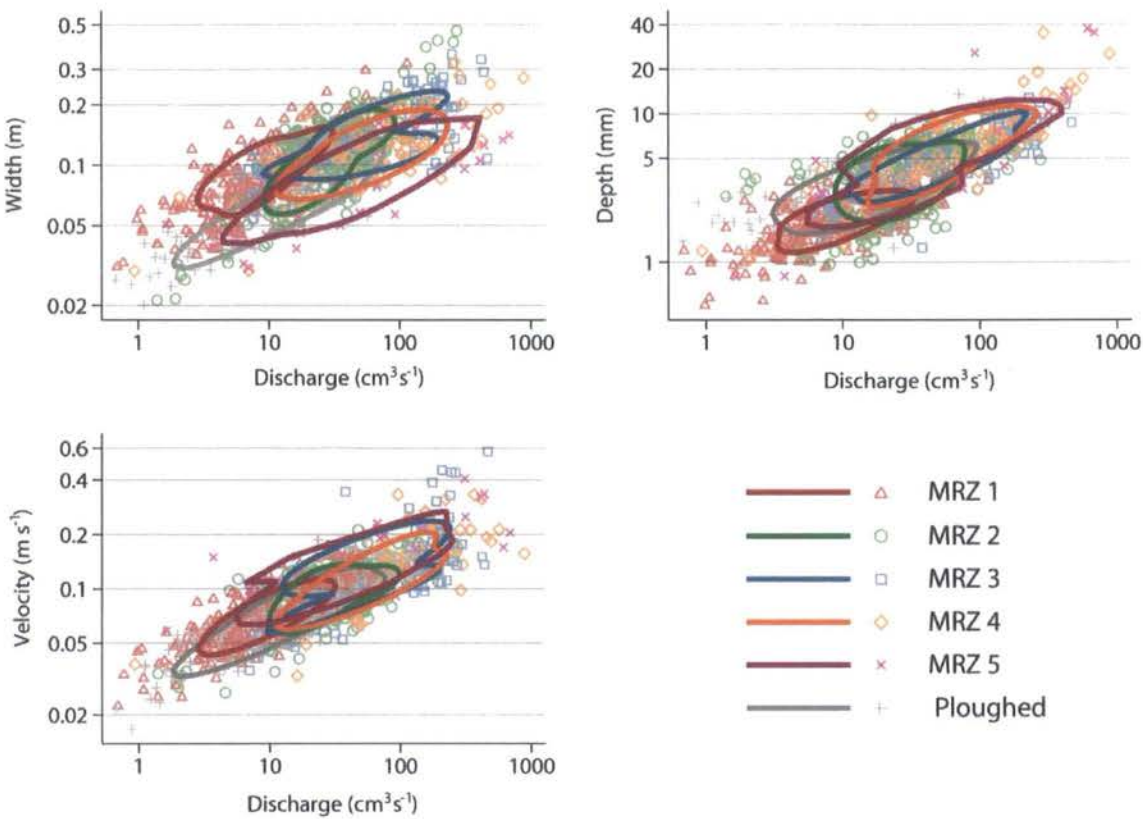 0.5
0.3
0.2
0.1
0.05
0.02
Width (m)
1 10 100 1000
Discharge (cm³s⁻¹)
40
20
10
5
1
Depth (mm)
1 10 100 1000
Discharge (cm³s⁻¹)
0.6
0.4
0.2
0.1
0.05
0.02
Velocity (m s⁻¹)
1 10 100 1000
Discharge (cm³s⁻¹)
MRZ 1
MRZ 2
MRZ 3
MRZ 4
MRZ 5
Ploughed